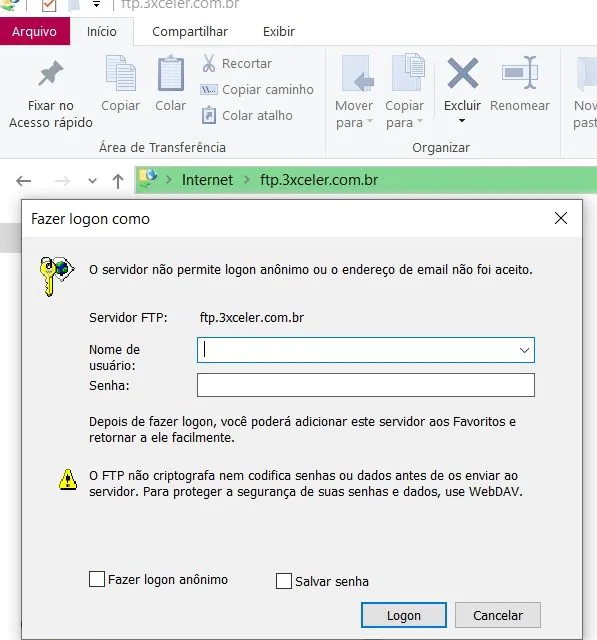 ftp.3xceler.com.br
Arquivo Início Compartilhar Exibir
Recortar
Copiar caminho
Colar atalho
Fixar no
Acesso rápido
Copiar
Colar
Mover
para
Copiar
para
Excluir
Renomear
Nov
past
Área de Transferência
Organizar
Internet ftp.3xceler.com.br
Fazer logon como
O servidor não permite logon anônimo ou o endereço de email não foi aceito.
Servidor FTP: ftp.3xceler.com.br
Nome de
usuário:
Senha:
Depois de fazer logon, você poderá adicionar este servidor aos Favoritos e
retornar a ele facilmente.
O FTP não criptografa nem codifica senhas ou dados antes de os enviar ao
servidor. Para proteger a segurança de suas senhas e dados, use WebDAV.
Fazer logon anônimo
Salvar senha
Logon
Cancelar